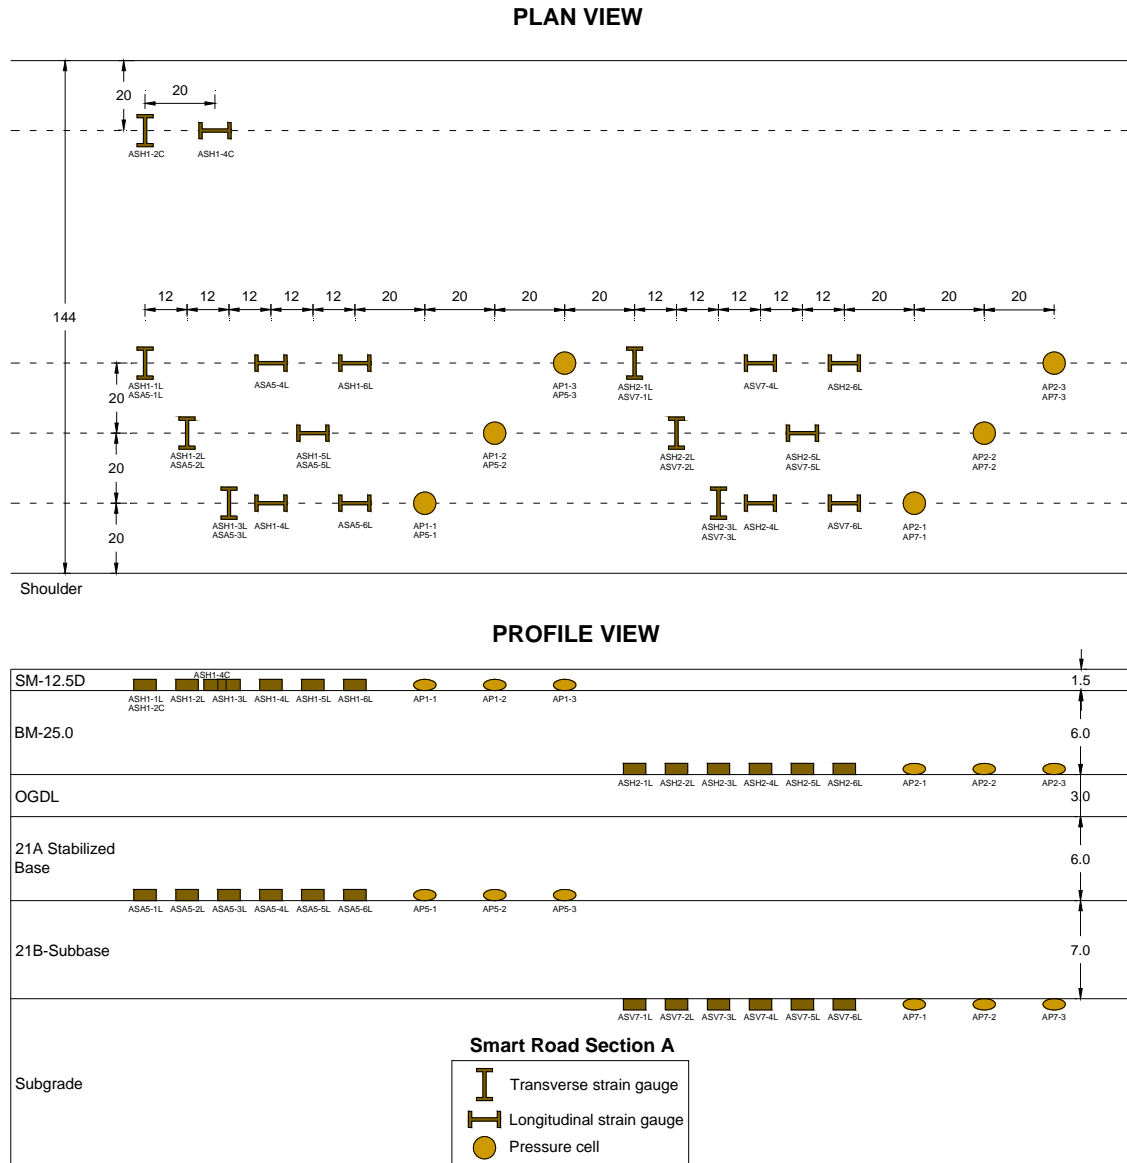 PLAN VIEW
20
20
ASH1-2C
ASH1-4C
144
12
12
12
12
12
20
20
20
20
12
12
12
12
12
20
20
20
20
20
20
ASH1-1L
ASA5-1L
ASA5-4L
ASH1-6L
AP1-3
AP5-3
ASH2-1L
ASV7-1L
ASV7-4L
ASH2-6L
AP2-3
AP7-3
ASH1-2L
ASA5-2L
ASH1-5L
ASA5-5L
AP1-2
AP5-2
ASH2-2L
ASV7-2L
ASH2-5L
ASV7-5L
AP2-2
AP7-2
ASH1-3L
ASA5-3L
ASH1-4L
ASA5-6L
AP1-1
AP5-1
ASH2-3L
ASV7-3L
ASH2-4L
ASV7-6L
AP2-1
AP7-1
Shoulder
PROFILE VIEW
SM-12.5D
ASH1-4C
1.5
ASH1-1L
ASH1-2C
ASH1-2L
ASH1-3L
ASH1-4L
ASH1-5L
ASH1-6L
AP1-1
AP1-2
AP1-3
BM-25.0
6.0
ASH2-1L
ASH2-2L
ASH2-3L
ASH2-4L
ASH2-5L
ASH2-6L
AP2-1
AP2-2
AP2-3
OGDL
3.0
21A Stabilized
Base
6.0
ASA5-1L
ASA5-2L
ASA5-3L
ASA5-4L
ASA5-5L
ASA5-6L
AP5-1
AP5-2
AP5-3
21B-Subbase
7.0
ASV7-1L
ASV7-2L
ASV7-3L
ASV7-4L
ASV7-5L
ASV7-6L
AP7-1
AP7-2
AP7-3
Subgrade
Smart Road Section A
Transverse strain gauge
Longitudinal strain gauge
Pressure cell